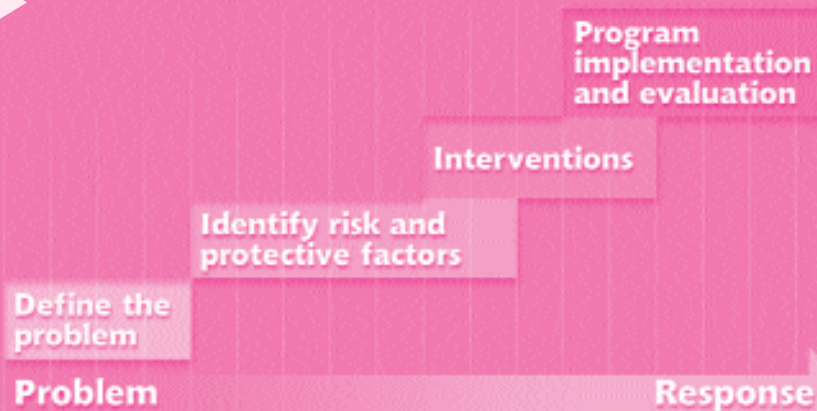 Program
implementation
and evaluation
Interventions
Identify risk and
protective factors
Define the
problem
Problem
Response